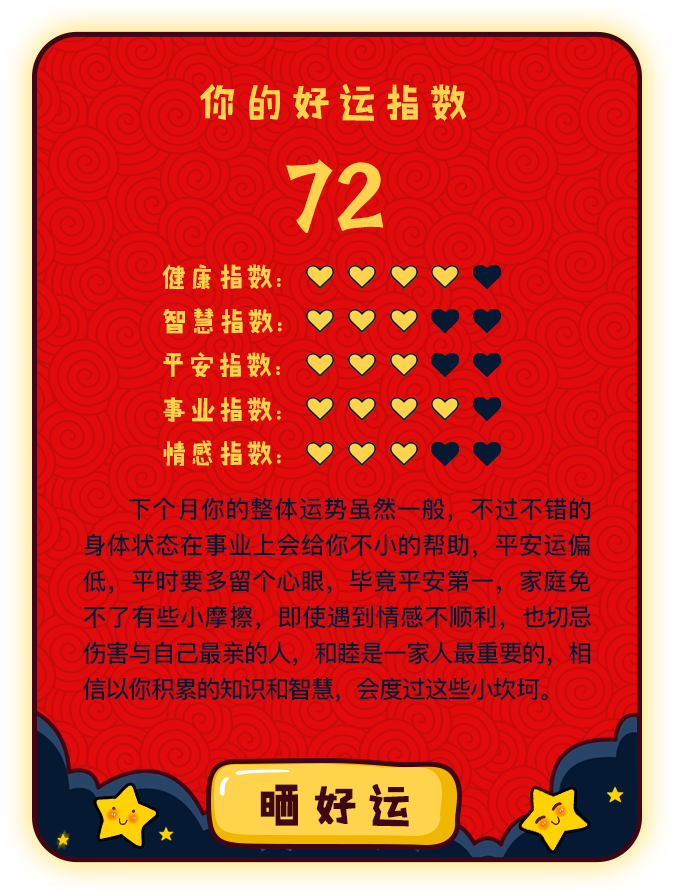 你的好运指数
72
健康指数:
智慧指数:
平安指数:
事业指数:
情感指数:
下个月你的整体运势虽然一般，不过不错的
身体状态在事业上会给你不小的帮助，平安运偏
低，平时要多留个心眼，毕竟平安第一，家庭免
不了有些小摩擦，即使遇到情感不顺利，也切忌
伤害与自己最亲的人，和睦是一家人最重要的，相
信以你积累的知识和智慧，会度过这些小坎坷。
晒好运